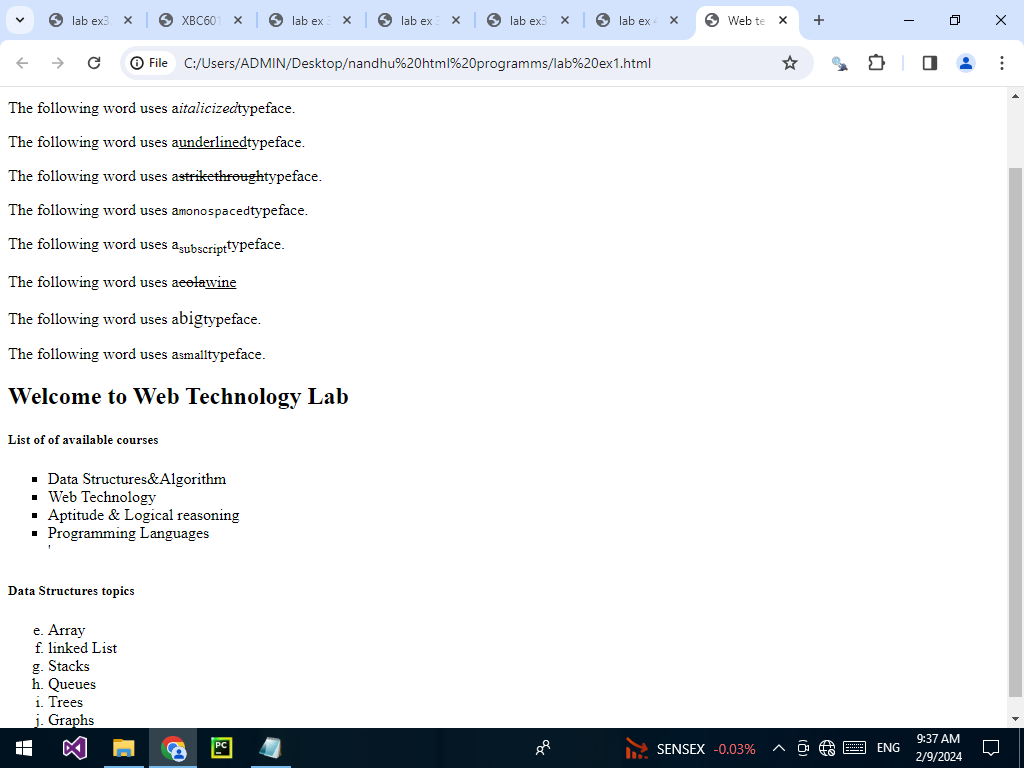 lab ex3
XBC601
lab ex 3
lab ex 3
lab ex3
lab ex 4
Web te
File
C:/Users/ADMIN/Desktop/nandhu%20html%20programms/lab%20ex1.html
The following word uses aitalicizedtypeface.
The following word uses aunderlinedtypeface.
The following word uses astrikethroughtypeface.
The following word uses amonospacedtypeface.
The following word uses asubscripttypeface.
The following word uses acolawine
The following word uses abigtypeface.
The following word uses asmalltypeface.
Welcome to Web Technology Lab
List of of available courses
Data Structures&Algorithm
Web Technology
Aptitude & Logical reasoning
Programming Languages
'
Data Structures topics
e. Array
f. linked List
g. Stacks
h. Queues
i. Trees
j. Graphs
PC
SENSEX -0.03%
ENG
9:37 AM
2/9/2024